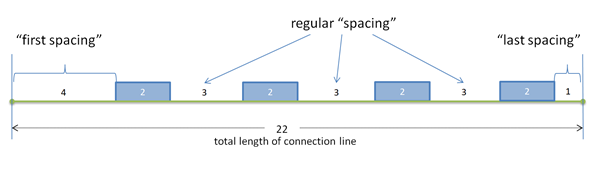 regular “spacing”
“first spacing” “last spacing”
4 2 3 2 3 2 3 2 1
22
total length of connection line